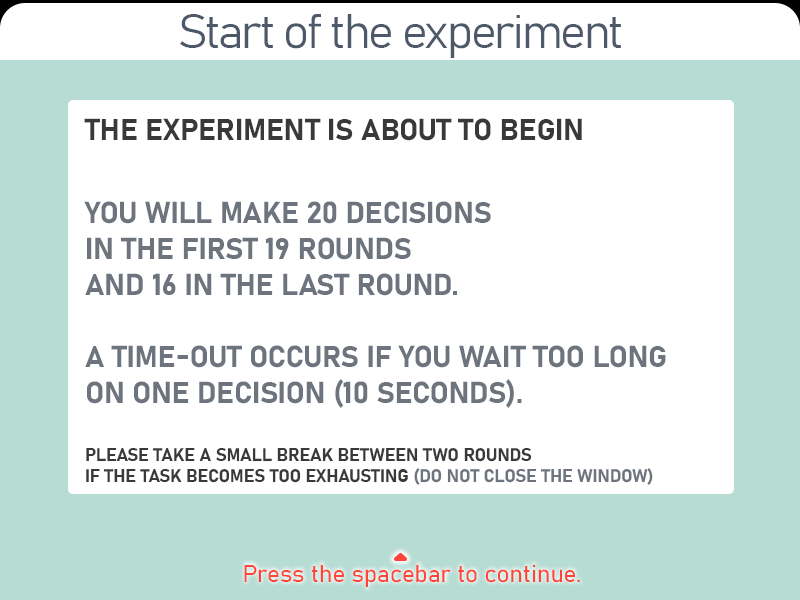 Start of the experiment
THE EXPERIMENT IS ABOUT TO BEGIN
YOU WILL MAKE 20 DECISIONS
IN THE FIRST 19 ROUNDS
AND 16 IN THE LAST ROUND.
A TIME-OUT OCCURS IF YOU WAIT TOO LONG
ON ONE DECISION (10 SECONDS).
PLEASE TAKE A SMALL BREAK BETWEEN TWO ROUNDS
IF THE TASK BECOMES TOO EXHAUSTING (DO NOT CLOSE THE WINDOW)
Press the spacebar to continue.